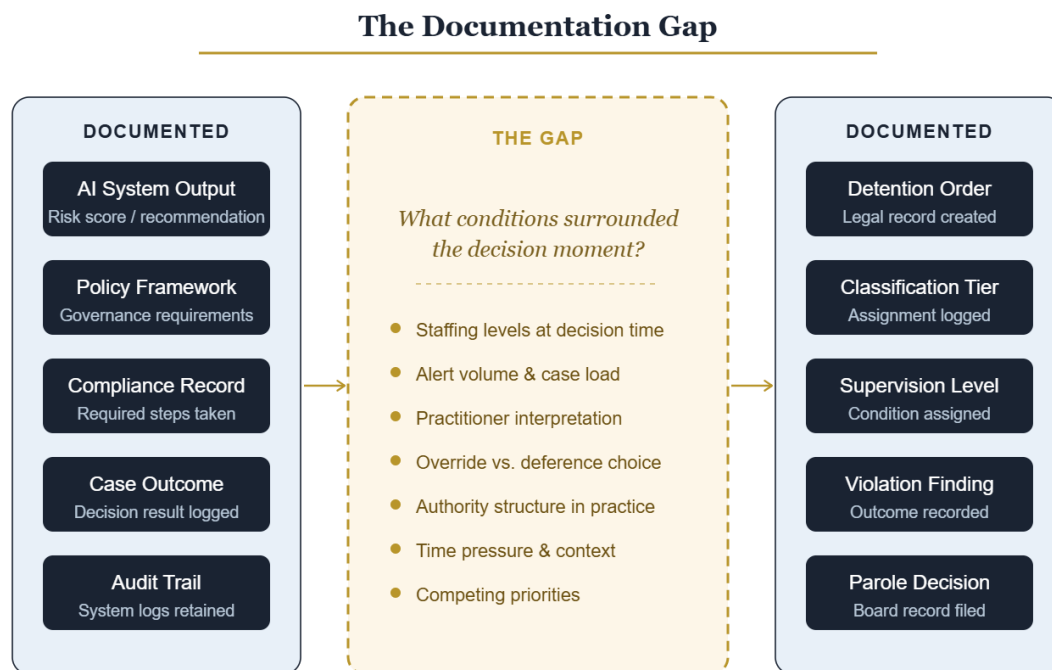 The Documentation Gap
DOCUMENTED
AI System Output
Risk score / recommendation
Policy Framework
Governance requirements
Compliance Record
Required steps taken
Case Outcome
Decision result logged
Audit Trail
System logs retained
THE GAP
What conditions surrounded
the decision moment?
Staffing levels at decision time
Alert volume & case load
Practitioner interpretation
Override vs. deference choice
Authority structure in practice
Time pressure & context
Competing priorities
DOCUMENTED
Detention Order
Legal record created
Classification Tier
Assignment logged
Supervision Level
Condition assigned
Violation Finding
Outcome recorded
Parole Decision
Board record filed